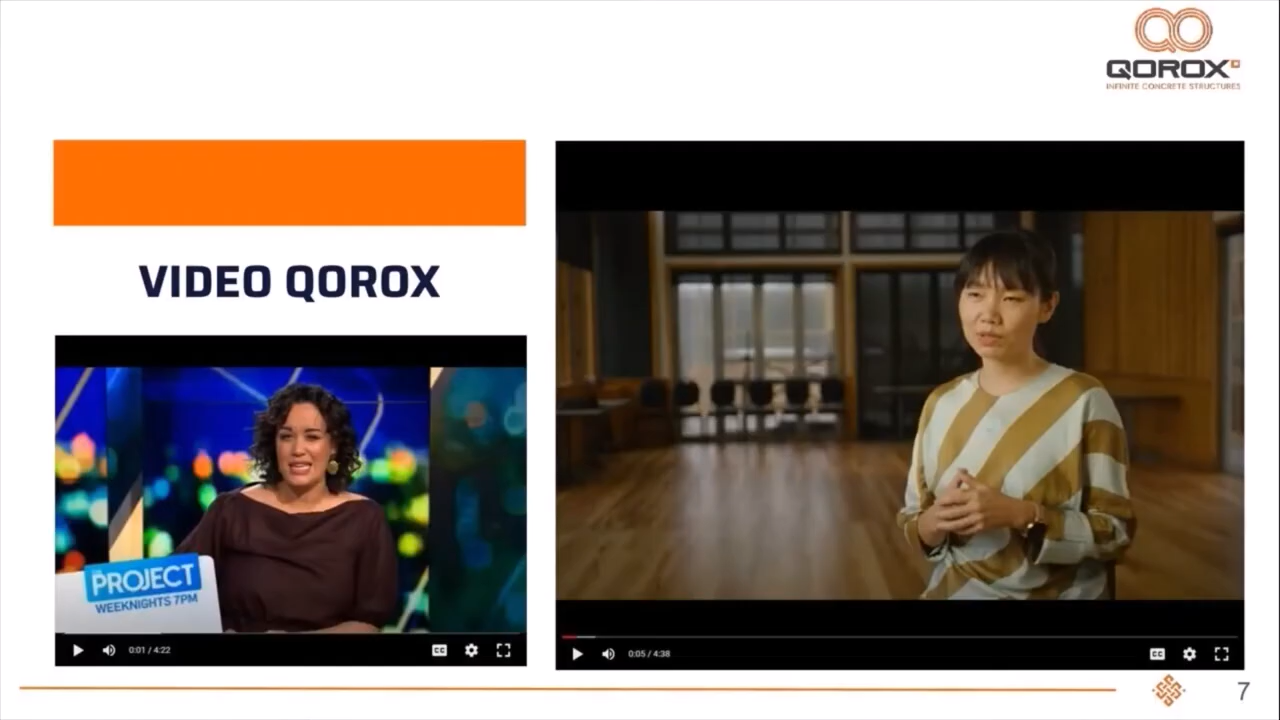 QOROX
INFINITE CONCRETE STRUCTURES
VIDEO QOROX
PROJECT
WEEKNIGHTS 7PM
0:01 / 4:22
CC
0:05 / 4:38
CC
7